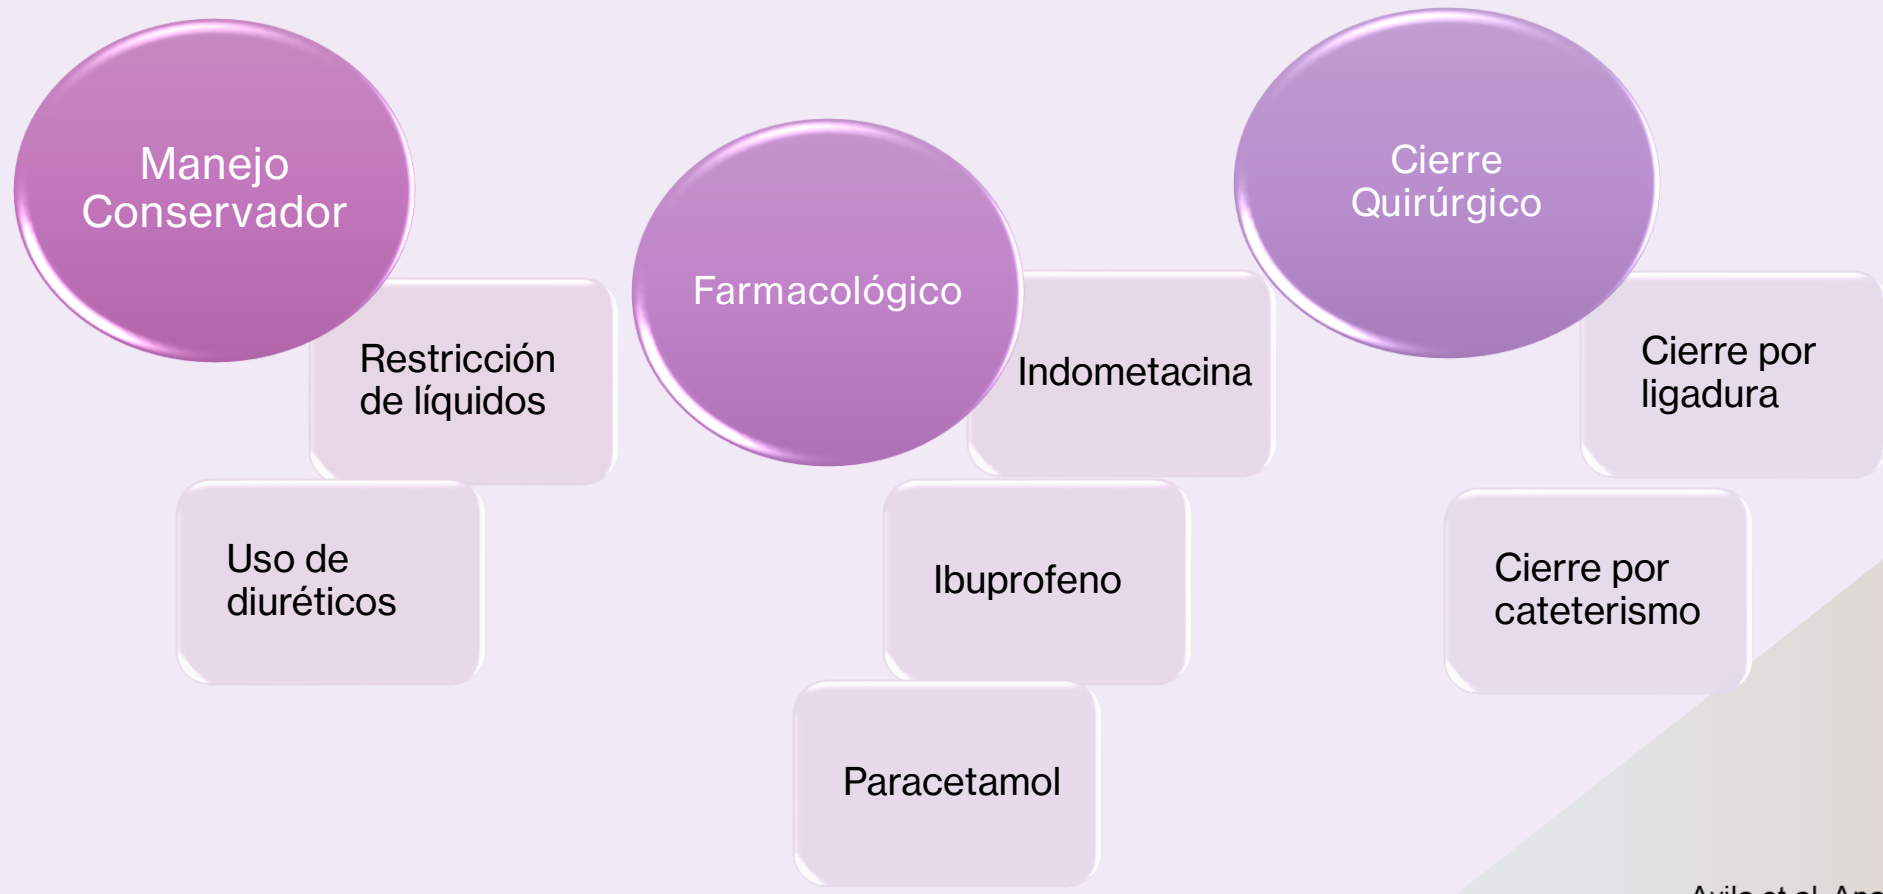 Manejo
Conservador
Restricción
de líquidos
Uso de
diuréticos
Farmacológico
Indometacina
Ibuprofeno
Paracetamol
Cierre
Quirúrgico
Cierre por
ligadura
Cierre por
cateterismo